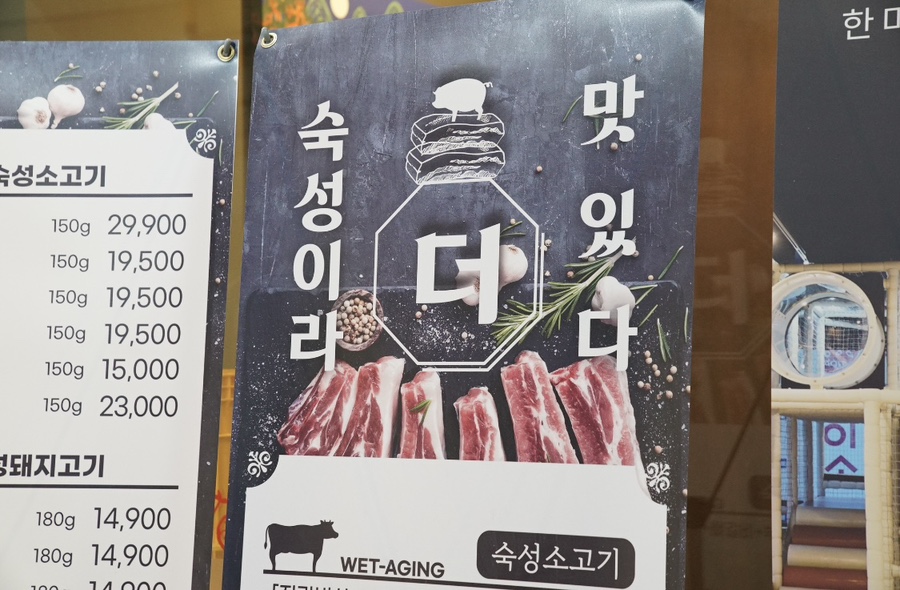 숙성소고기
150g 29,900
150g 19,500
150g 19,500
150g 19,500
150g 15,000
150g 23,000
돼지고기
180g 14,900
180g 14,900
숙성이라
더
맛있다
WET-AGING
숙성소고기
한